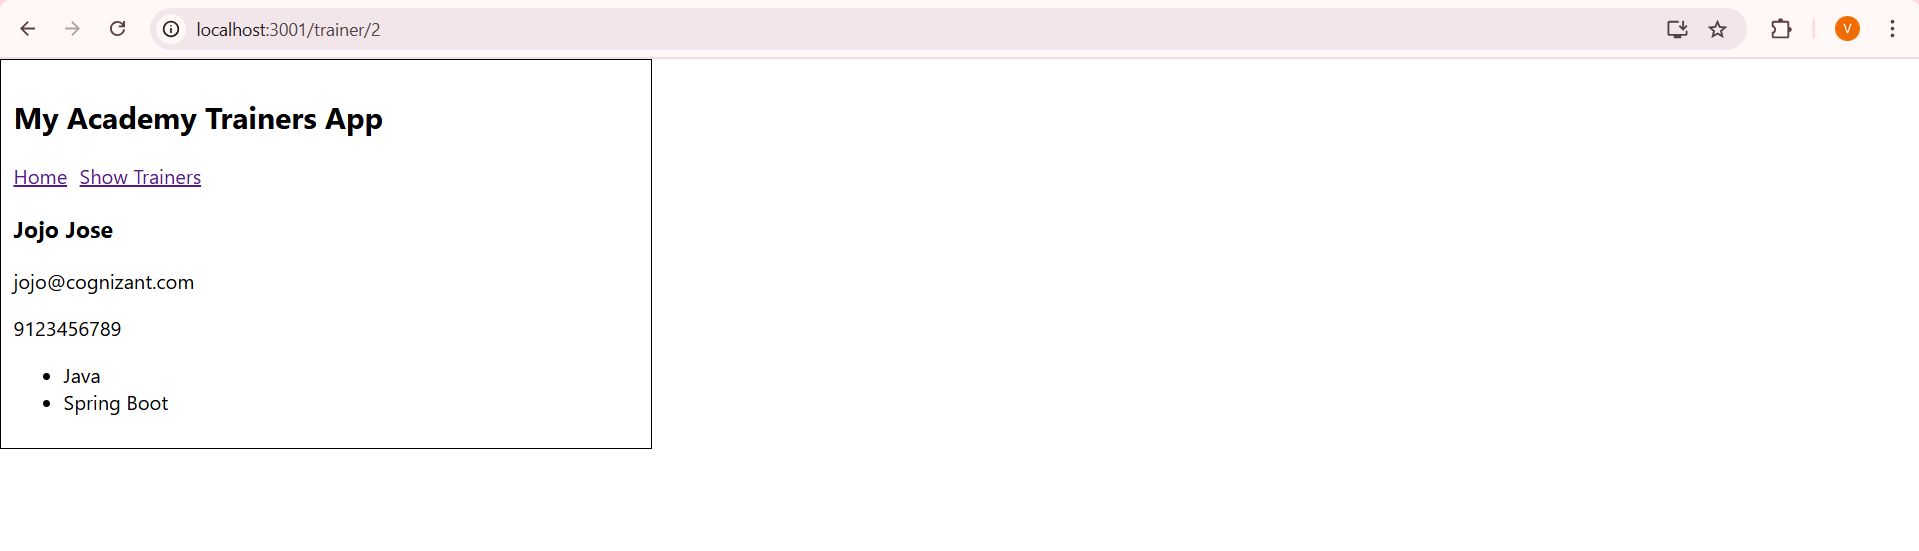 localhost:3001/trainer/2
V
My Academy Trainers App
Home Show Trainers
Jojo Jose
jojo@cognizant.com
9123456789
Java
Spring Boot